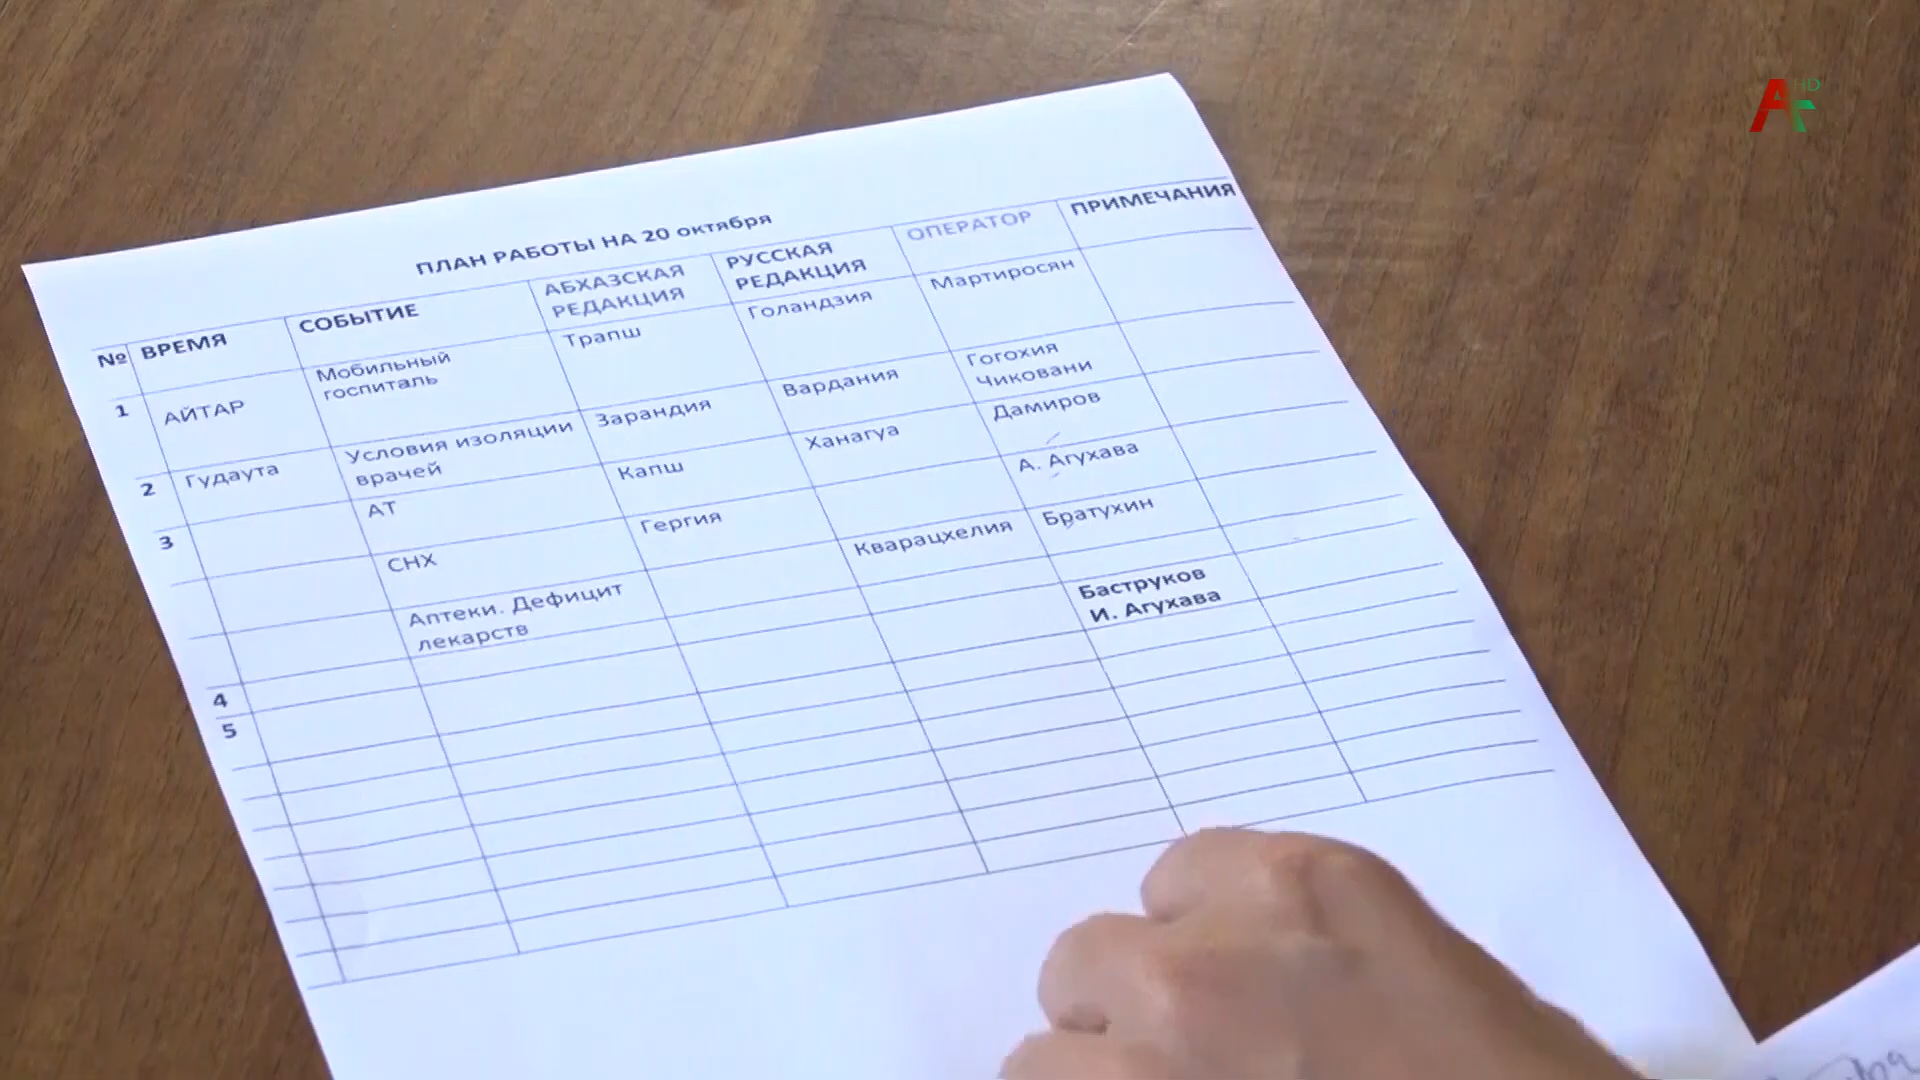 HD
ПЛАН РАБОТЫ НА 20 октября
№ ВРЕМЯ СОБЫТИЕ АБХАЗСКАЯ РЕДАКЦИЯ РУССКАЯ РЕДАКЦИЯ ОПЕРАТОР ПРИМЕЧАНИЯ
1 АЙТАР Мобильный госпиталь Трапш Голандзия Мартиросян
2 Гудаута Условия изоляции врачей Зарандия Вардания Гогохия Чиковани
3 АТ Капш Ханагуа Дамиров
СНХ Гергия А. Агухава
Аптеки. Дефицит лекарств Кварацхелия Братухин
4
5 Баструков И. Агухава